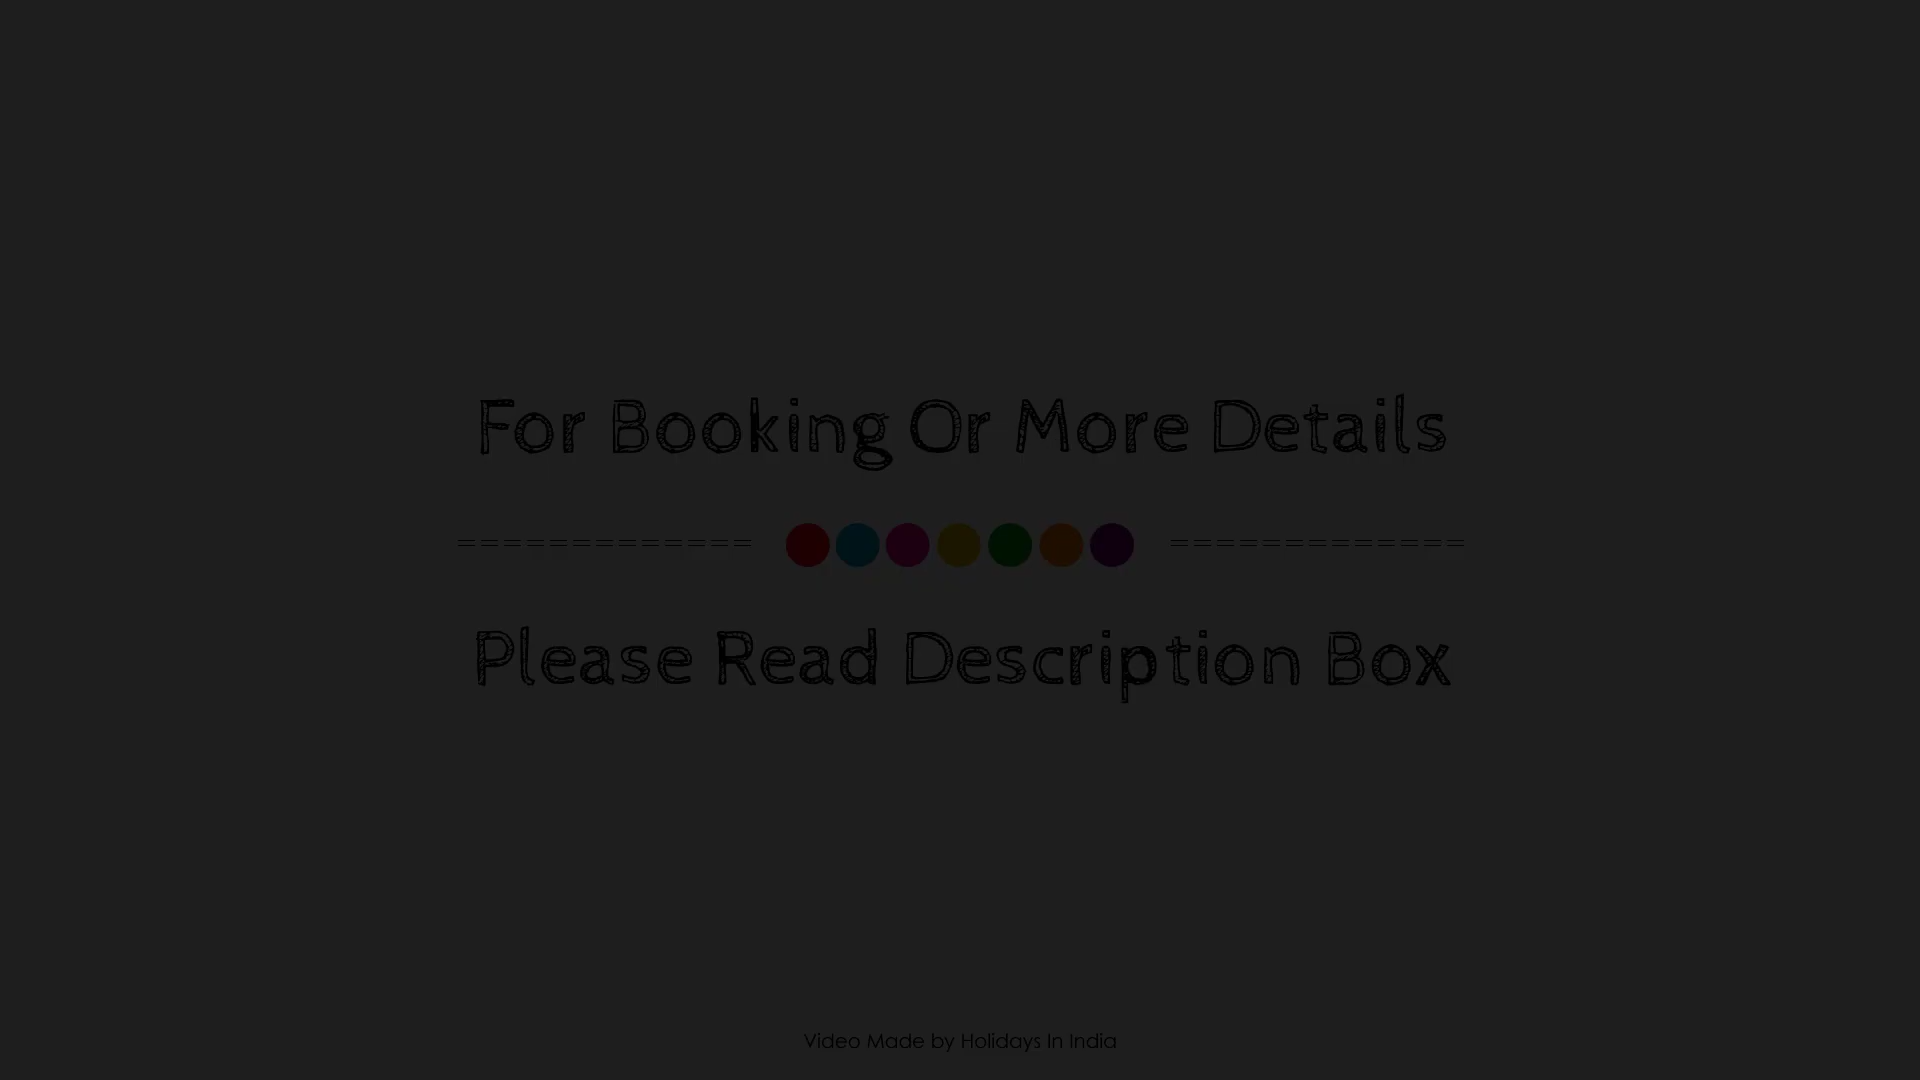 For Booking Or More Details
============= =============
Please Read Description Box
Video Made by Holidays In India